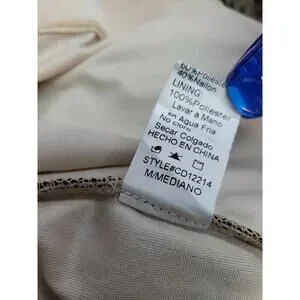 60%Poliester
40%Nailon
LINING
100%Poliester
Lavar a Mano
en Aqua Fria
No cloro
Secar Colgado
HECHO EN CHINA
STYLE#CD12214
M/MEDIANO